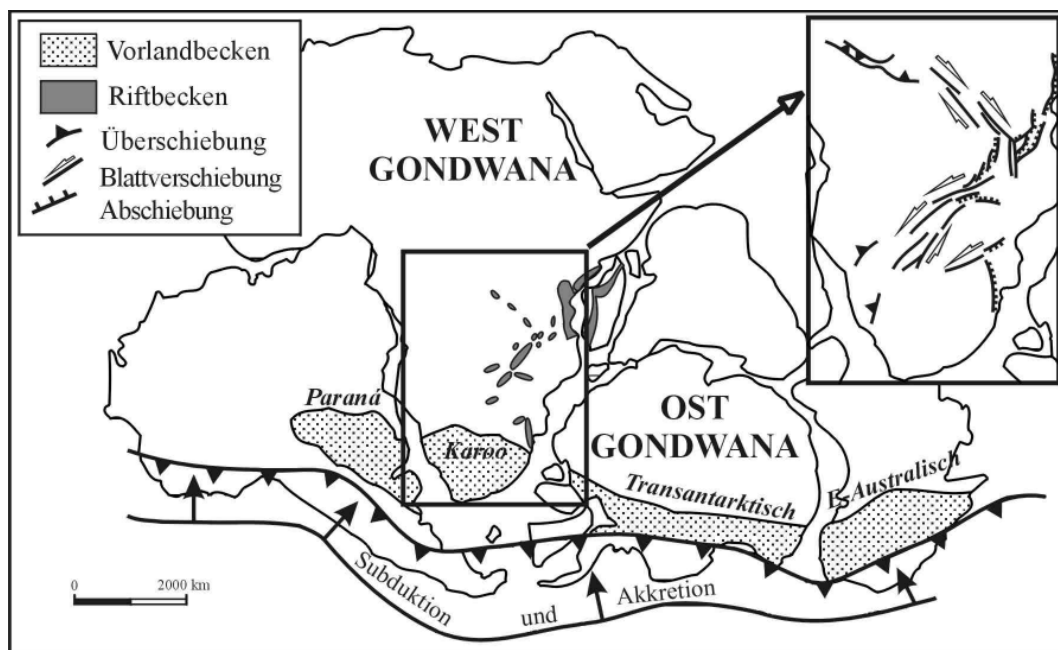 Vorlandbecken
Riftbecken
Überschiebung
Blattverschiebung
Abschiebung
WEST
GONDWANA
Paraná
Karoo
OST
GONDWANA
Transantarktisch
E-Australisch
Subduktion
und
Akkretion
0
2000 km